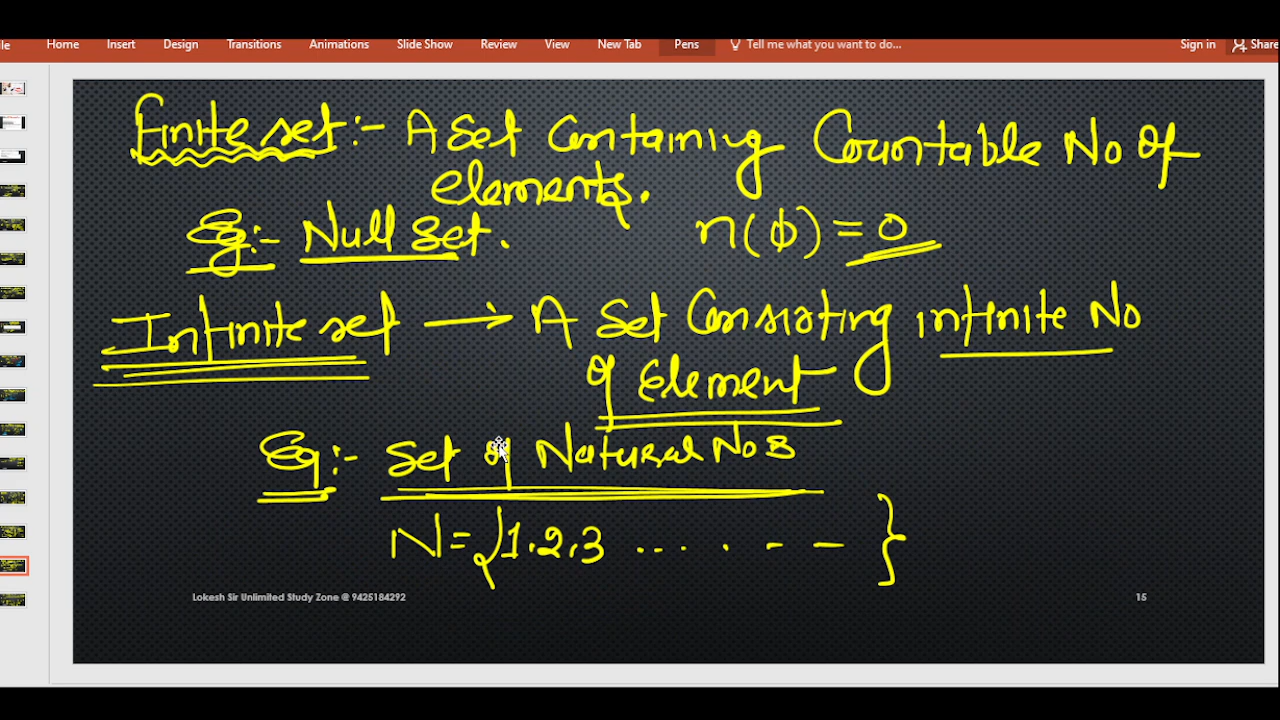 File Home Insert Design Transitions Animations Slide Show Review View New Tab Pens Tell me what you want to do... Sign in Share
Finite set:- A Set Containing Countable No of
elements.
Eg:- Null Set. n(ϕ) = 0
Infinite set → A Set Consisting infinite No
of Element
Eg:- Set of Natural Nos
N = {1,2,3 ....... - - }
Lokesh Sir Unlimited Study Zone @ 9425184292 15